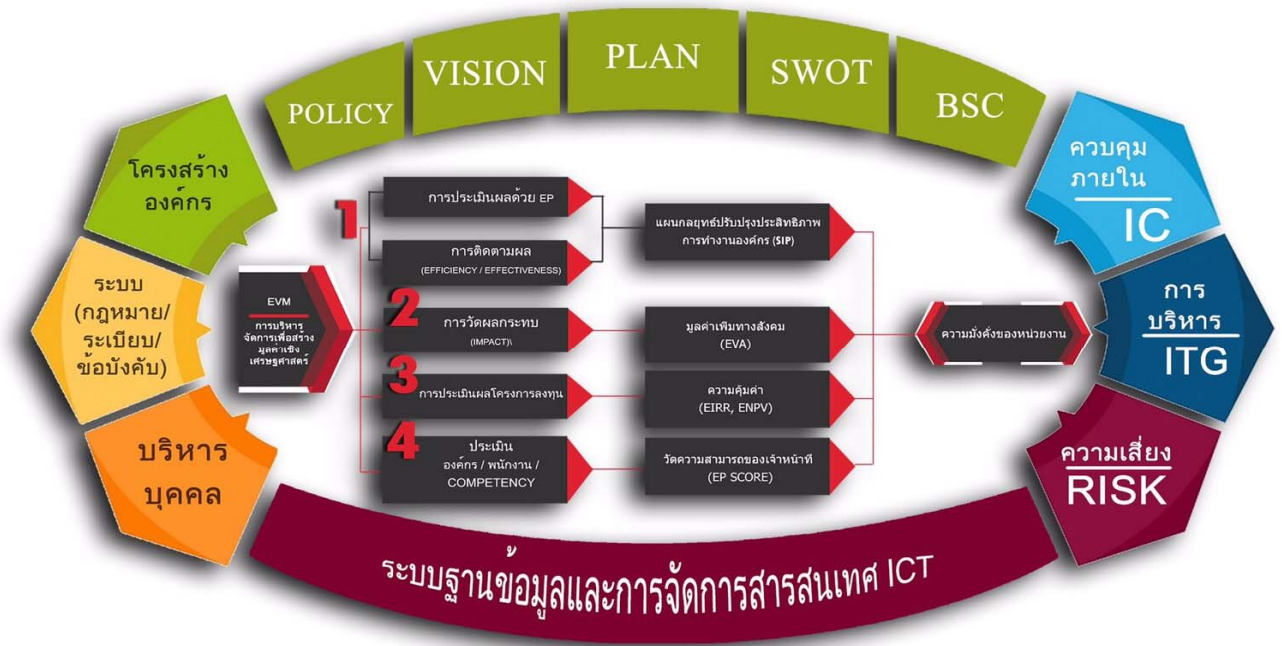 POLICY
VISION
PLAN
SWOT
BSC
โครงสร้าง
องค์กร
ระบบ
(กฎหมาย/
ระเบียบ/
ข้อบังคับ)
บริหาร
บุคคล
EVM
การบริหาร
จัดการเพื่อสร้าง
มูลค่าเชิง
เศรษฐศาสตร์
1
การประเมินผลด้วย EP
การติดตามผล
(EFFICIENCY / EFFECTIVENESS)
แผนกลยุทธ์ปรับปรุงประสิทธิภาพ
การทำงานองค์กร (SIP)
2
การวัดผลกระทบ
(IMPACT)\
มูลค่าเพิ่มทางสังคม
(EVA)
3
การประเมินผลโครงการลงทุน
ความคุ้มค่า
(EIRR, ENPV)
4
ประเมิน
องค์กร / พนักงาน /
COMPETENCY
วัดความสามารถของเจ้าหน้าที่
(EP SCORE)
ความมั่งคั่งของหน่วยงาน
ควบคุม
ภายใน
IC
การ
บริหาร
ITG
ความเสี่ยง
RISK
ระบบฐานข้อมูลและการจัดการสารสนเทศ ICT